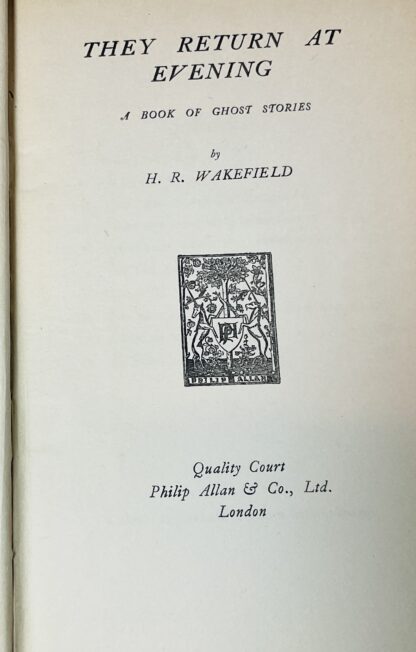 THEY RETURN AT
EVENING
A BOOK OF GHOST STORIES
by
H. R. WAKEFIELD
PHILIP ALLAN
Quality Court
Philip Allan & Co., Ltd.
London